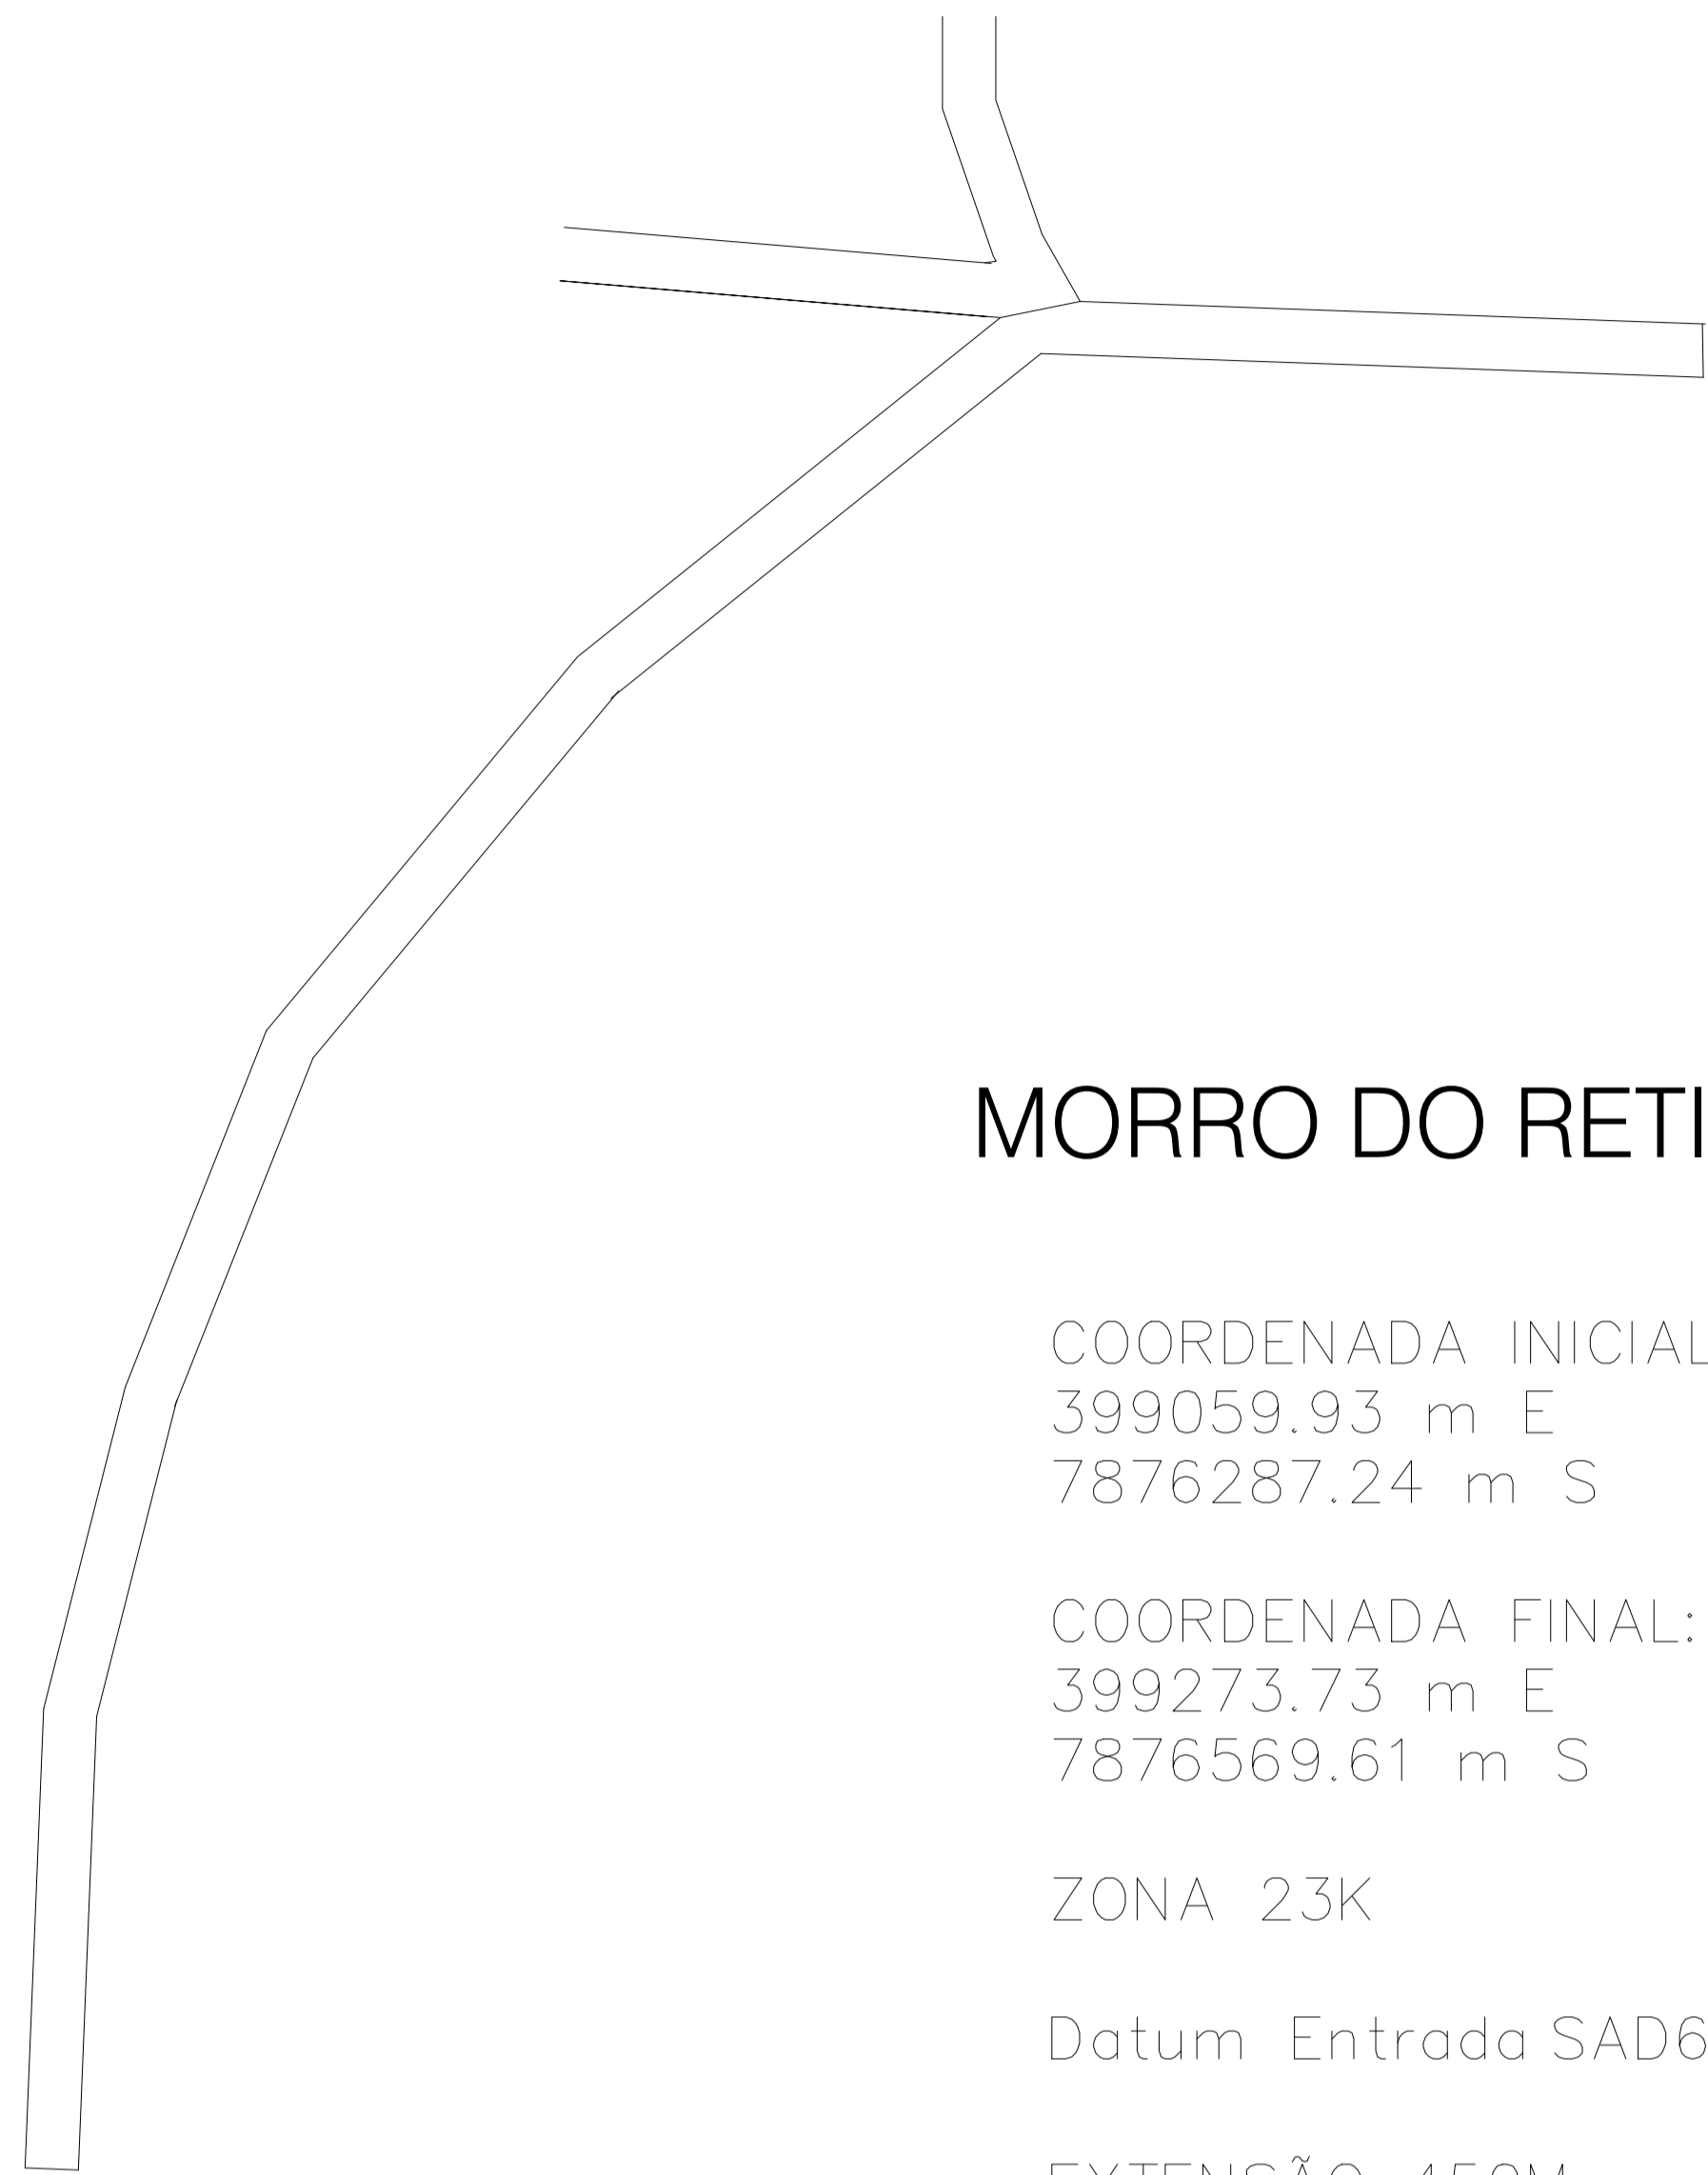 MORRO DO RETI
COORDENADA INICIAL
399059.93 m E
7876287.24 m S
COORDENADA FINAL:
399273.73 m E
7876569.61 m S
ZONA 23K
Datum Entrada SAD6